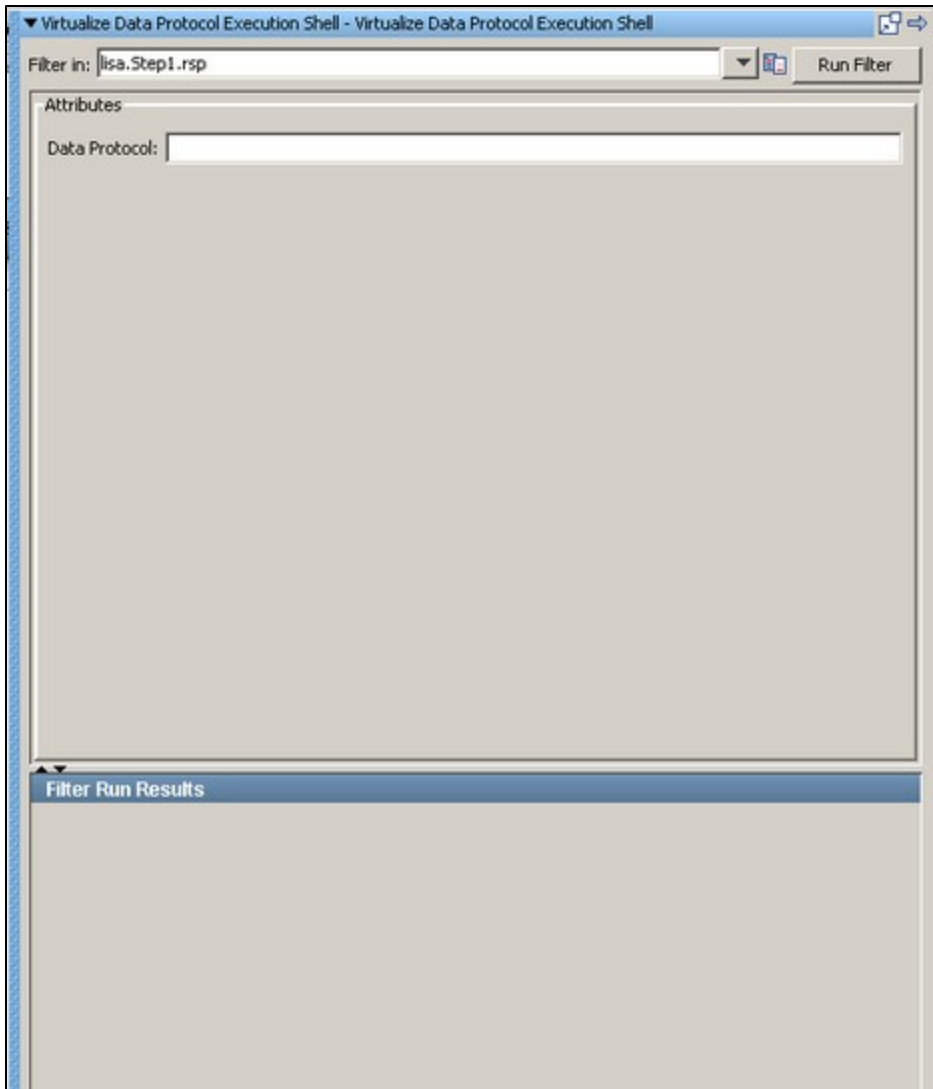 Virtualize Data Protocol Execution Shell - Virtualize Data Protocol Execution Shell
Filter in: lisa.Step1.rsp Run Filter
Attributes
Data Protocol:
Filter Run Results